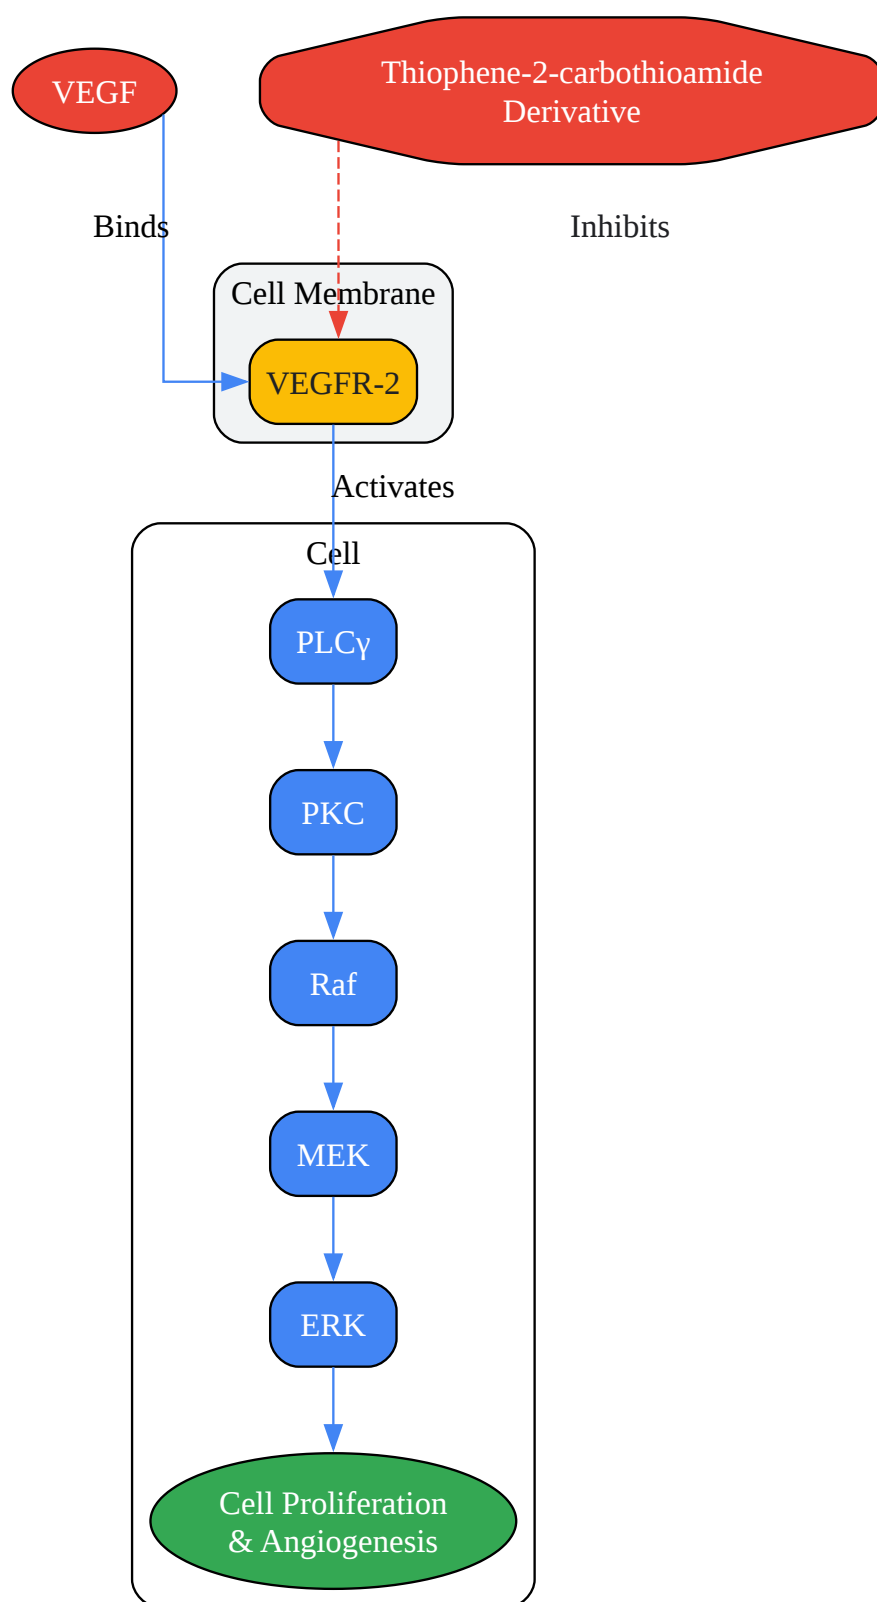 VEGF
Thiophene-2-carbothioamide
Derivative
Binds
Inhibits
Cell Membrane
VEGFR-2
Activates
Cell
PLCγ
PKC
Raf
MEK
ERK
Cell Proliferation
& Angiogenesis